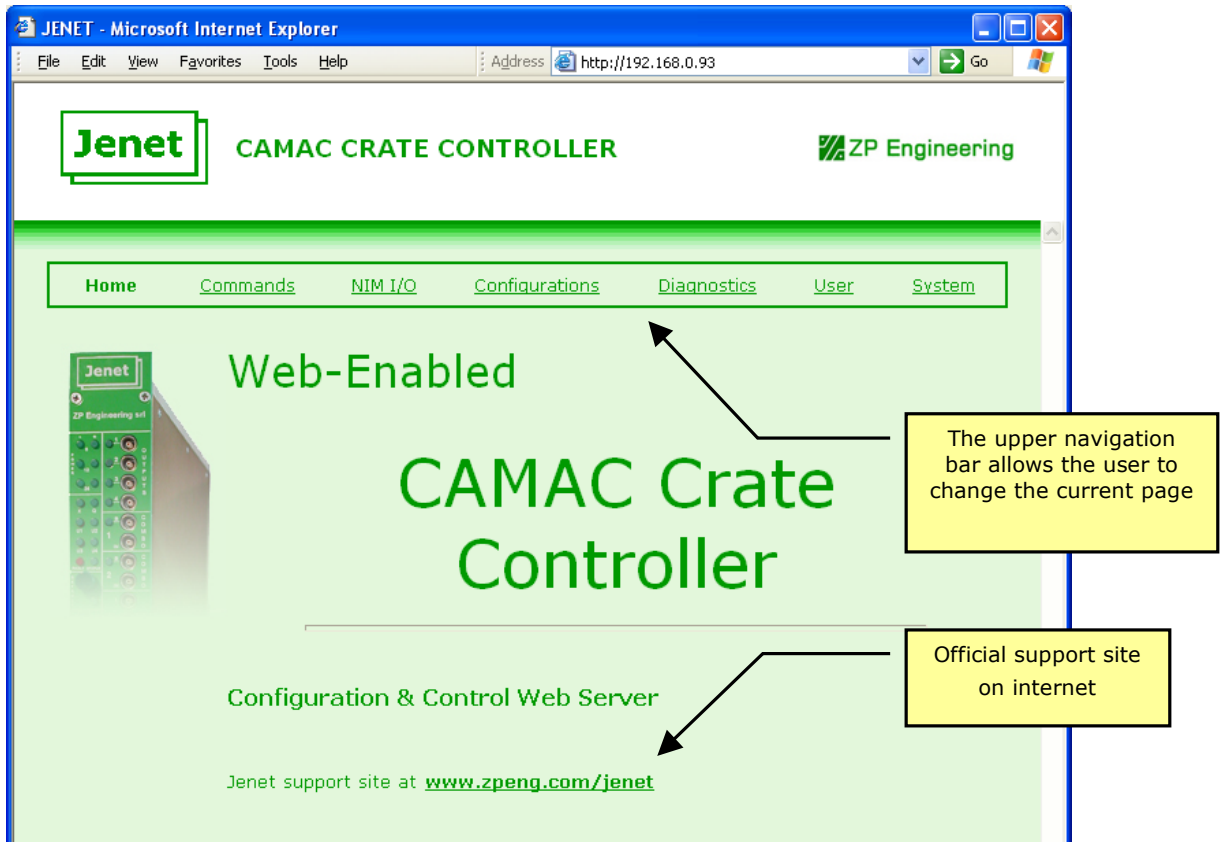 JENET - Microsoft Internet Explorer
File Edit View Favorites Tools Help Address http://192.168.0.93 Go
Jenet CAMAC CRATE CONTROLLER ZP Engineering
Home Commands NIM I/O Configurations Diagnostics User System
Jenet
ZP Engineering srl
OUTPUTS
Web-Enabled
CAMAC Crate
Controller
The upper navigation
bar allows the user to
change the current page
Configuration & Control Web Server
Official support site
on internet
Jenet support site at www.zpeng.com/jenet